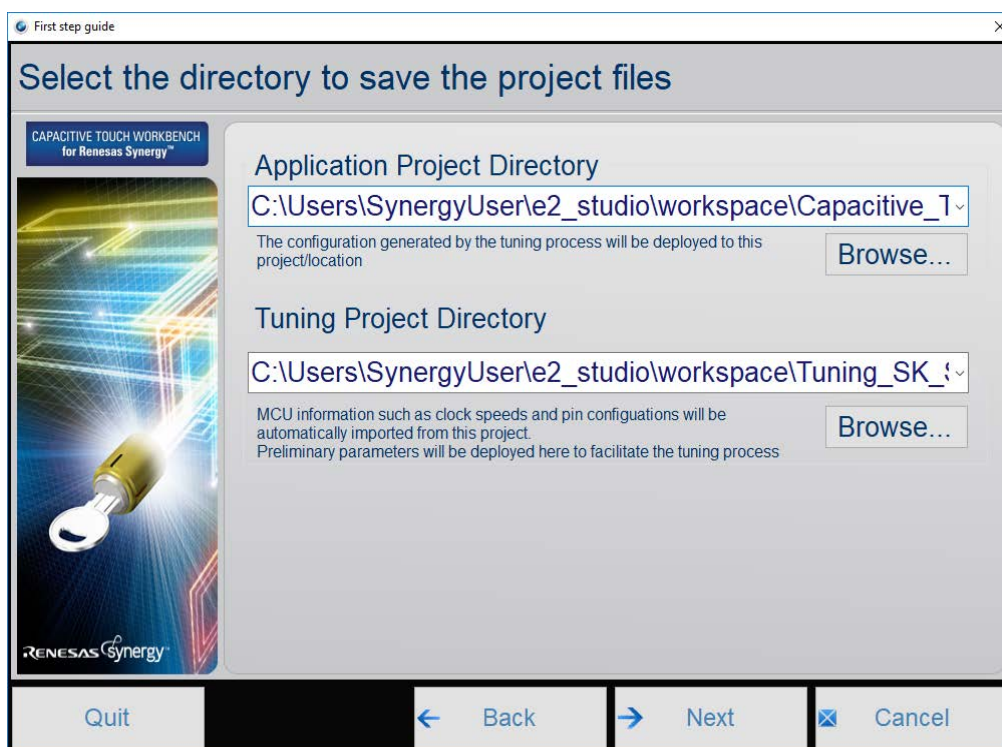 First step guide
Select the directory to save the project files
CAPACITIVE TOUCH WORKBENCH
for Renesas Synergy™
Application Project Directory
C:\Users\SynergyUser\e2_studio\workspace\Capacitive_T
The configuration generated by the tuning process will be deployed to this
project/location
Browse...
Tuning Project Directory
C:\Users\SynergyUser\e2_studio\workspace\Tuning_SK_S
MCU information such as clock speeds and pin configuations will be
automatically imported from this project.
Preliminary parameters will be deployed here to facilitate the tuning process
Browse...
RENESAS Synergy™
Quit
Back
Next
Cancel